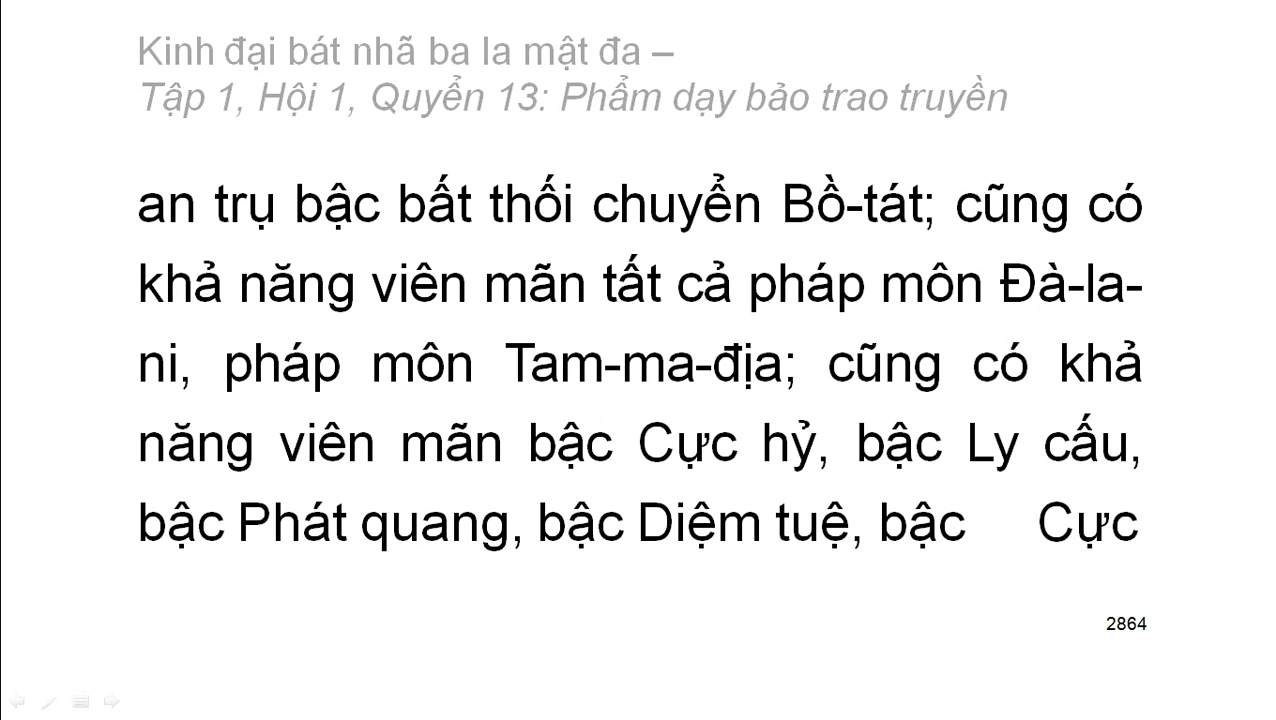 Kinh đại bát nhã ba la mật đa –
Tập 1, Hội 1, Quyển 13: Phẩm dạy bảo trao truyền
an trụ bậc bất thối chuyển Bồ-tát; cũng có
khả năng viên mãn tất cả pháp môn Đà-la-
ni, pháp môn Tam-ma-địa; cũng có khả
năng viên mãn bậc Cực hỷ, bậc Ly cấu,
bậc Phát quang, bậc Diệm tuệ, bậc Cực
2864